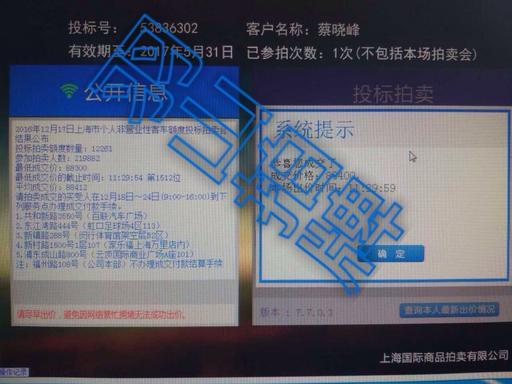 投标号： 53836302 客户名称：蔡晓峰
有效期至：2017年5月31日 已参拍次数：1次(不包括本场拍卖会)
公开信息
2016年12月17日上海市个人非营业性客车额度投标拍卖会
结果公布
投标拍卖额度数量：12261
参加拍卖人数：219882
最低成交价：88300
最低成交价的截止时间：11:29:54 第1512位
平均成交价：88412
请拍卖成交的买受人在12月18日～24日(9:00-16:00)到下
列服务点办理成交付款手续。
1、共和新路3550号（百联汽车广场）
2、东江湾路444号（虹口足球场4区113）
4、新村路1500号1层107（家乐福上海万里店内）
5、浦东成山路800号（云顶国际商业广场A座101）
注：福州路108号（公司本部）不办理成交付款结算手续
请尽早出价，避免因网络繁忙拥堵无法成功出价。
投标拍卖
系统提示
恭喜您成交了
成交价格：88400
本场出价时间：11:29:59
确 定
版本：7.7.0.3
查询本人最新出价情况
上海国际商品拍卖有限公司
操作记录